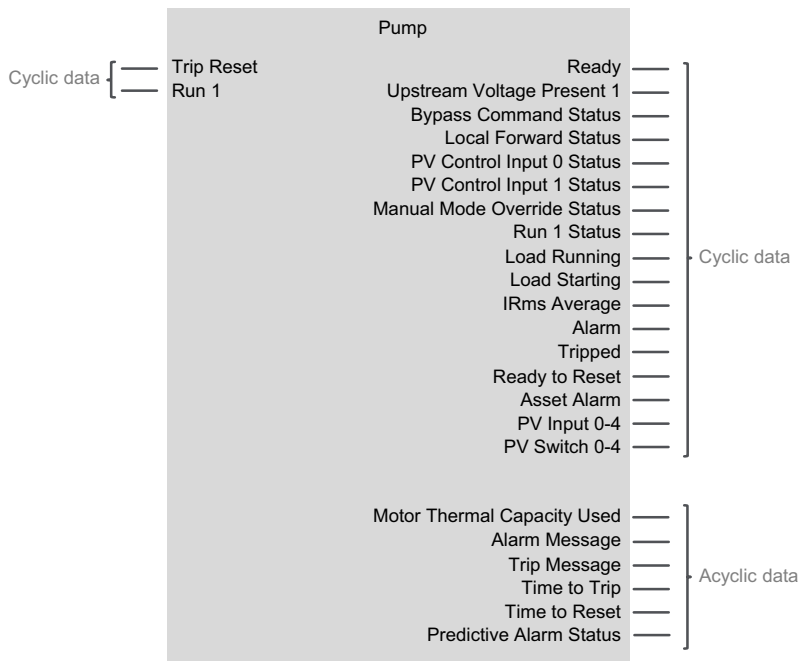 Pump
Cyclic data
Trip Reset
Run 1
Ready
Upstream Voltage Present 1
Bypass Command Status
Local Forward Status
PV Control Input 0 Status
PV Control Input 1 Status
Manual Mode Override Status
Run 1 Status
Load Running
Load Starting
IRms Average
Alarm
Tripped
Ready to Reset
Asset Alarm
PV Input 0-4
PV Switch 0-4
Cyclic data
Motor Thermal Capacity Used
Alarm Message
Trip Message
Time to Trip
Time to Reset
Predictive Alarm Status
Acyclic data